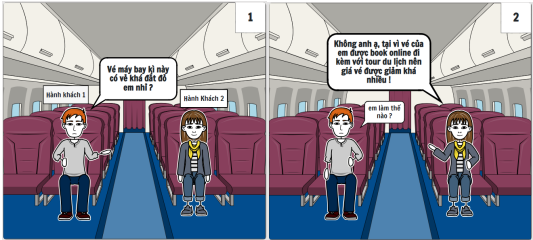 1
Vé máy bay kì này
có vẻ khá đắt đỏ
em nhỉ ?
Hành khách 1
Hành Khách 2
2
Không anh ạ, tại vì vé của
em được book online đi
kèm với tour du lịch nên
giá vé được giảm khá
nhiều !
em làm thế
nào ?